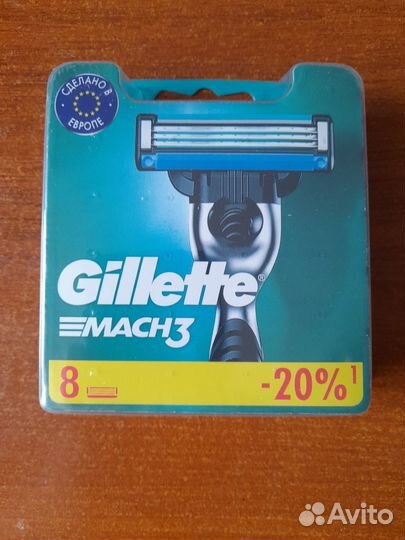 СДЕЛАНО В
ЕВРОПЕ
Gillette®
MACH3
8 -20%¹
Avito